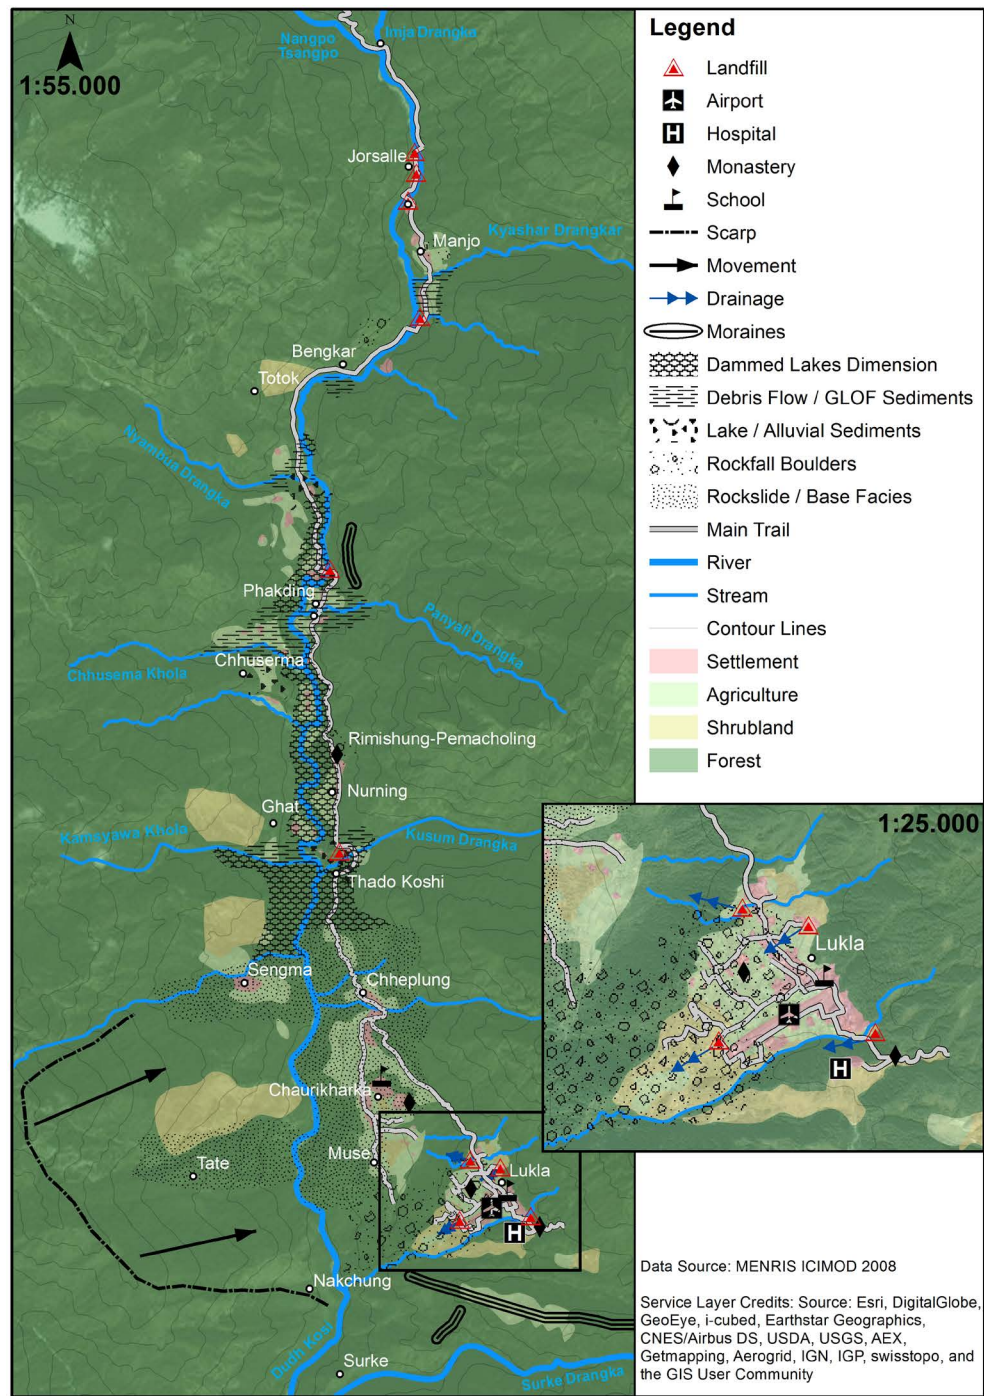 N
1:55.000
Nangpo
Tsangpo
Imja Drangka
Jorsalle
Manjo
Kyashar Drangkar
Bengkar
Totok
Nyambua Drangka
Phakding
Panyali Drangka
Chhuserma
Chhusema Khola
Rimishung-Pemacholing
Nurning
Ghat
Kamayawa Khola
Kusum Drangka
Thado Koshi
Sengma
Chheplung
Chaurikharka
Muse
Tate
Lukla
H
Nakchung
Dudh Kosi
Surke
Surke Drangka
Legend
Landfill
Airport
H Hospital
Monastery
School
Scarp
Movement
Drainage
Moraines
Dammed Lakes Dimension
Debris Flow / GLOF Sediments
Lake / Alluvial Sediments
Rockfall Boulders
Rockslide / Base Facies
Main Trail
River
Stream
Contour Lines
Settlement
Agriculture
Shrubland
Forest
1:25.000
Lukla
H
Data Source: MENRIS ICIMOD 2008
Service Layer Credits: Source: Esri, DigitalGlobe,
GeoEye, i-cubed, Earthstar Geographics,
CNES/Airbus DS, USDA, USGS, AEX,
Getmapping, Aerogrid, IGN, IGP, swisstopo, and
the GIS User Community